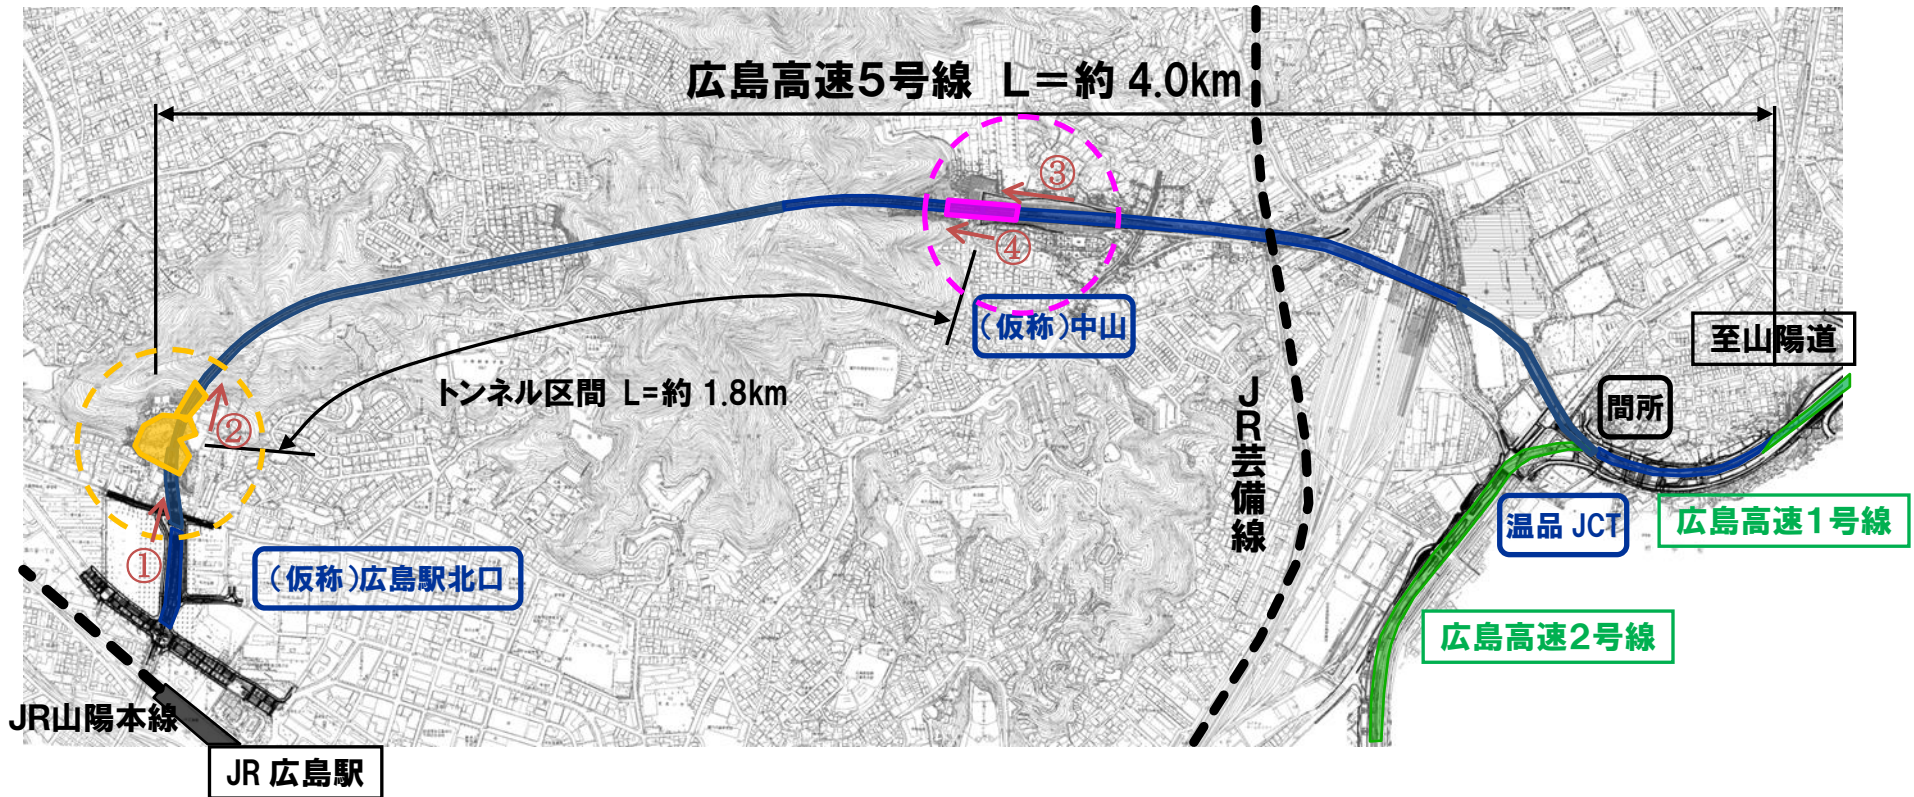 広島高速5号線 L=約 4.0km
③
④
(仮称)中山
至山陽道
トンネル区間 L=約 1.8km
間所
②
JR芸備線
広島高速1号線
温品 JCT
①
(仮称)広島駅北口
広島高速2号線
JR山陽本線
JR 広島駅